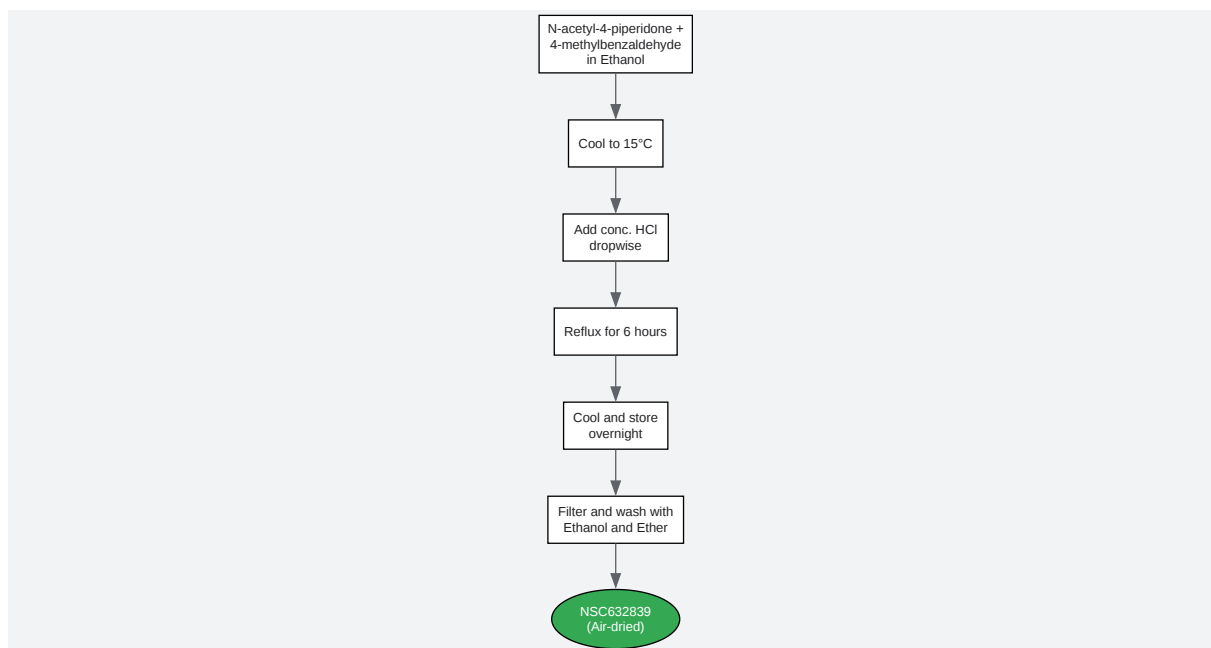 N-acetyl-4-piperidone +
4-methylbenzaldehyde
in Ethanol
Cool to 15°C
Add conc. HCl
dropwise
Reflux for 6 hours
Cool and store
overnight
Filter and wash with
Ethanol and Ether
NSC632839
(Air-dried)